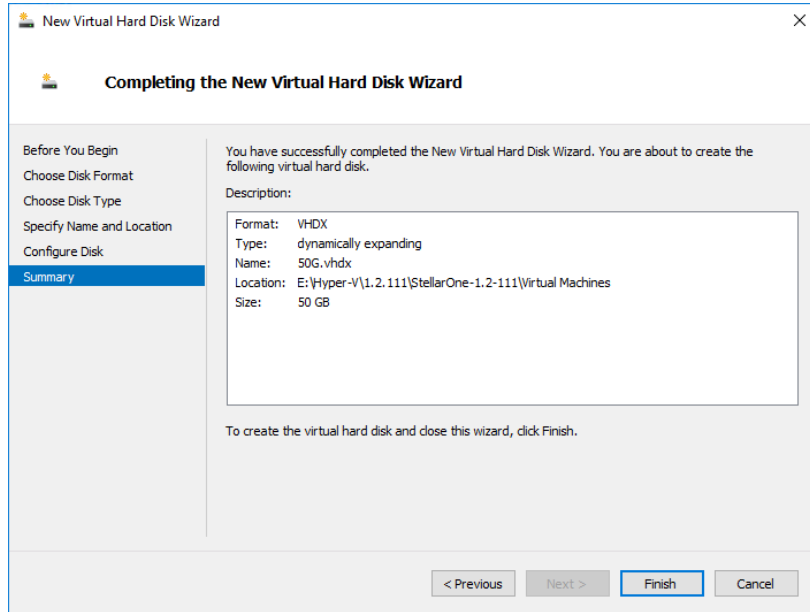 New Virtual Hard Disk Wizard
Completing the New Virtual Hard Disk Wizard
Before You Begin
Choose Disk Format
Choose Disk Type
Specify Name and Location
Configure Disk
Summary
You have successfully completed the New Virtual Hard Disk Wizard. You are about to create the
following virtual hard disk.
Description:
Format: VHDX
Type: dynamically expanding
Name: 50G.vhdx
Location: E:\Hyper-V\1.2.111\StellarOne-1.2-111\Virtual Machines
Size: 50 GB
To create the virtual hard disk and close this wizard, click Finish.
< Previous
Next >
Finish
Cancel